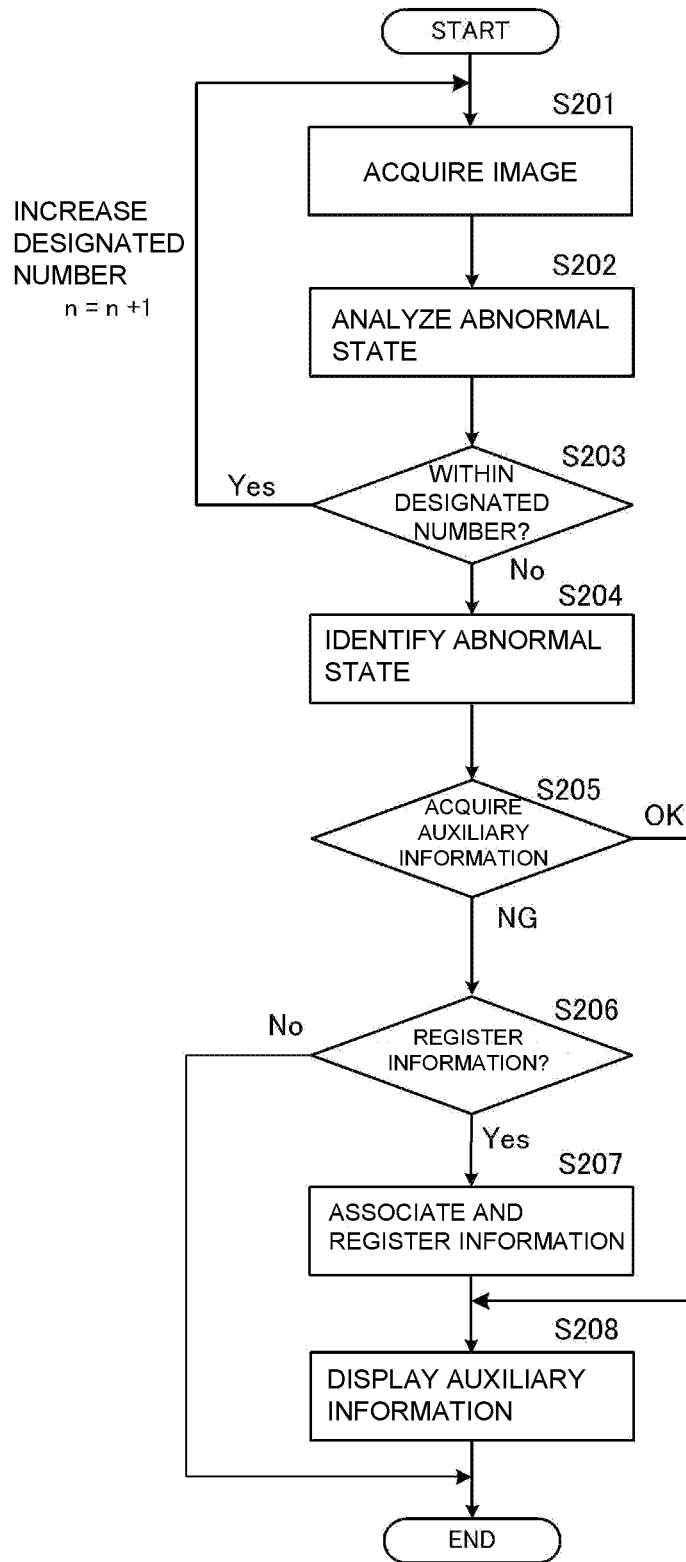 START
S201
ACQUIRE IMAGE
INCREASE
DESIGNATED
NUMBER
n = n +1
S202
ANALYZE ABNORMAL
STATE
S203
WITHIN
DESIGNATED
NUMBER?
Yes
No
S204
IDENTIFY ABNORMAL
STATE
S205
ACQUIRE
AUXILIARY
INFORMATION
OK
NG
S206
No
REGISTER
INFORMATION?
Yes
S207
ASSOCIATE AND
REGISTER INFORMATION
S208
DISPLAY AUXILIARY
INFORMATION
END